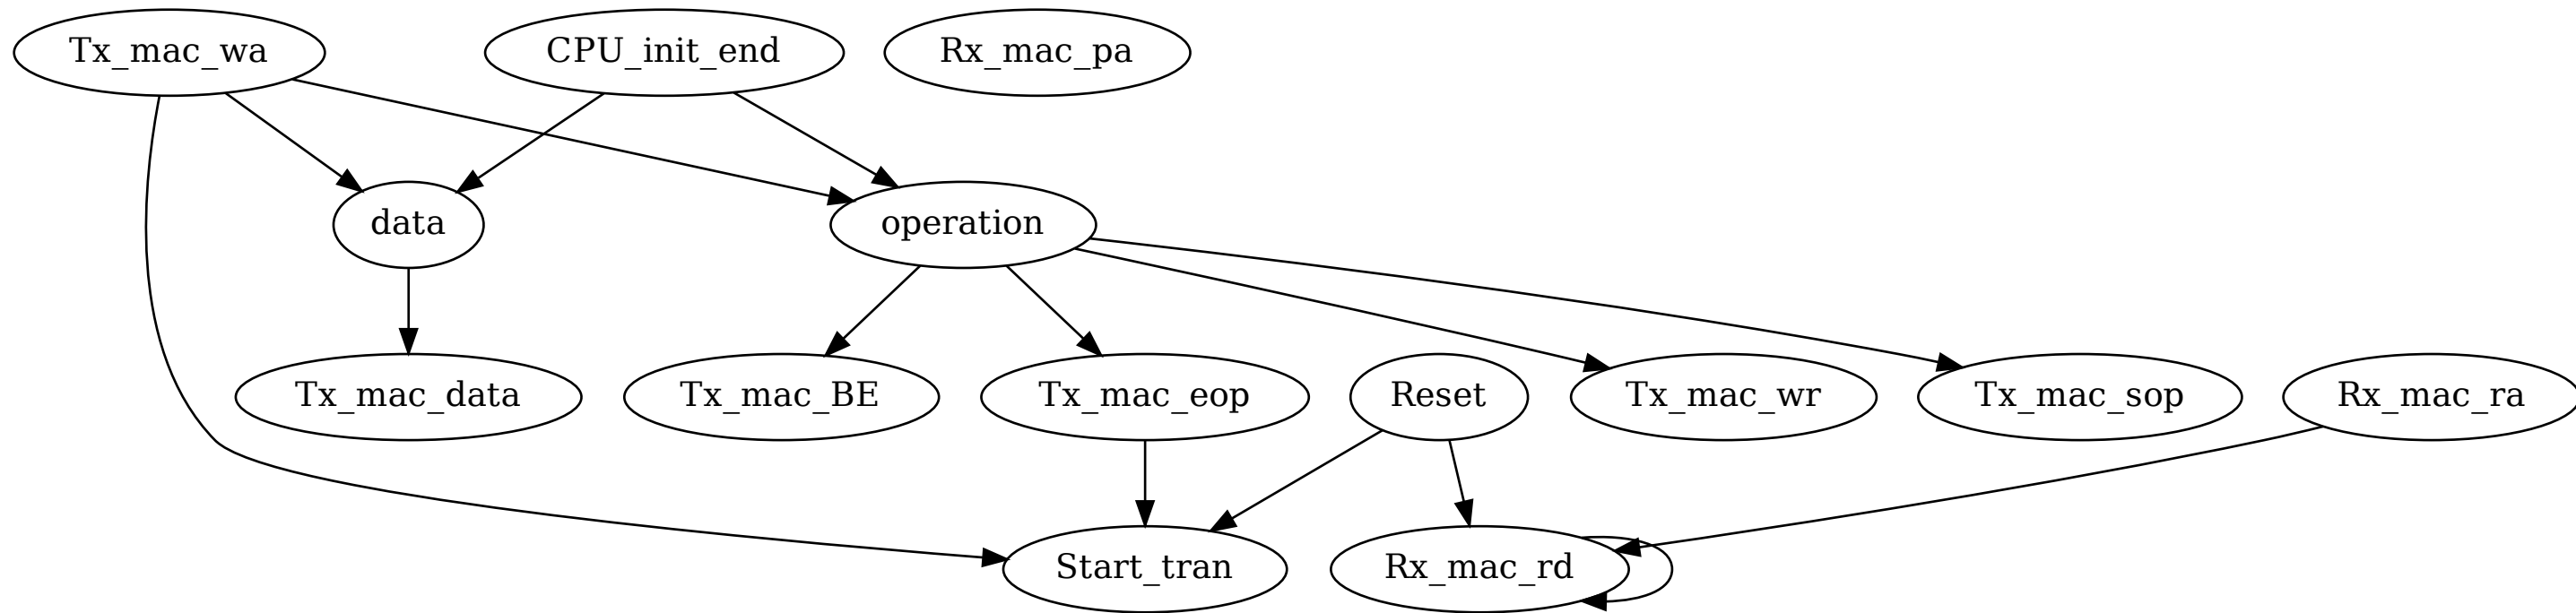 Tx_mac_wa
CPU_init_end
Rx_mac_pa
data
operation
Tx_mac_data
Tx_mac_BE
Tx_mac_eop
Reset
Tx_mac_wr
Tx_mac_sop
Rx_mac_ra
Start_tran
Rx_mac_rd